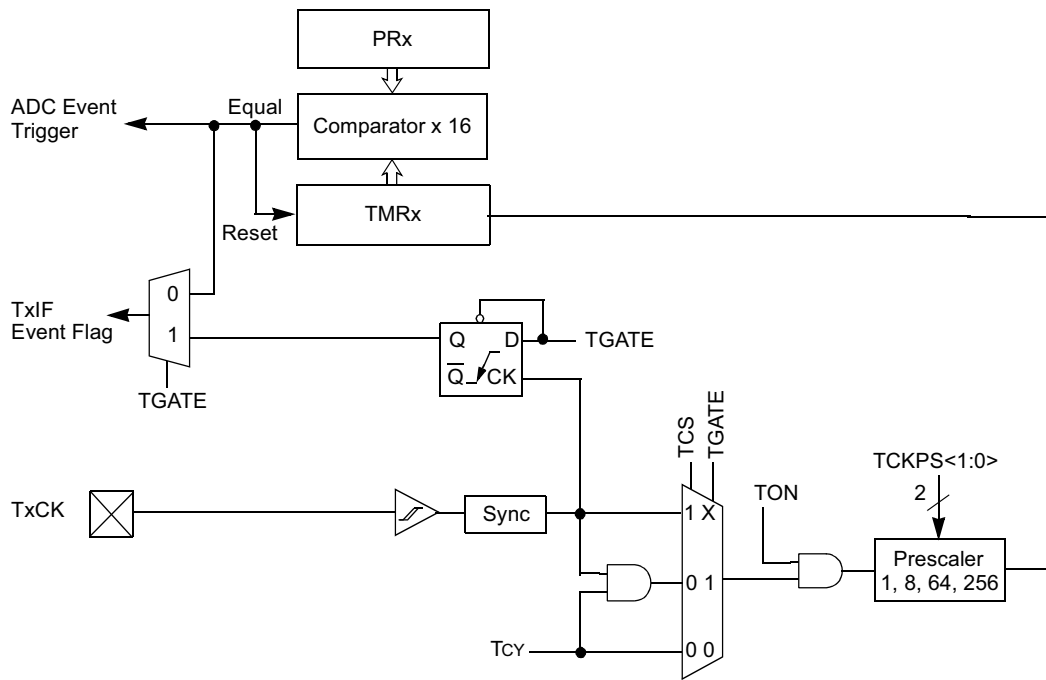 PRx
ADC Event
Trigger
Equal
Comparator x 16
TMRx
Reset
TxIF
Event Flag
0
1
TGATE
Q D
Q CK
TGATE
TCS
TGATE
TCKPS<1:0>
2
TON
TxCK
Sync
1 X
Prescaler
1, 8, 64, 256
0 1
TCY
0 0